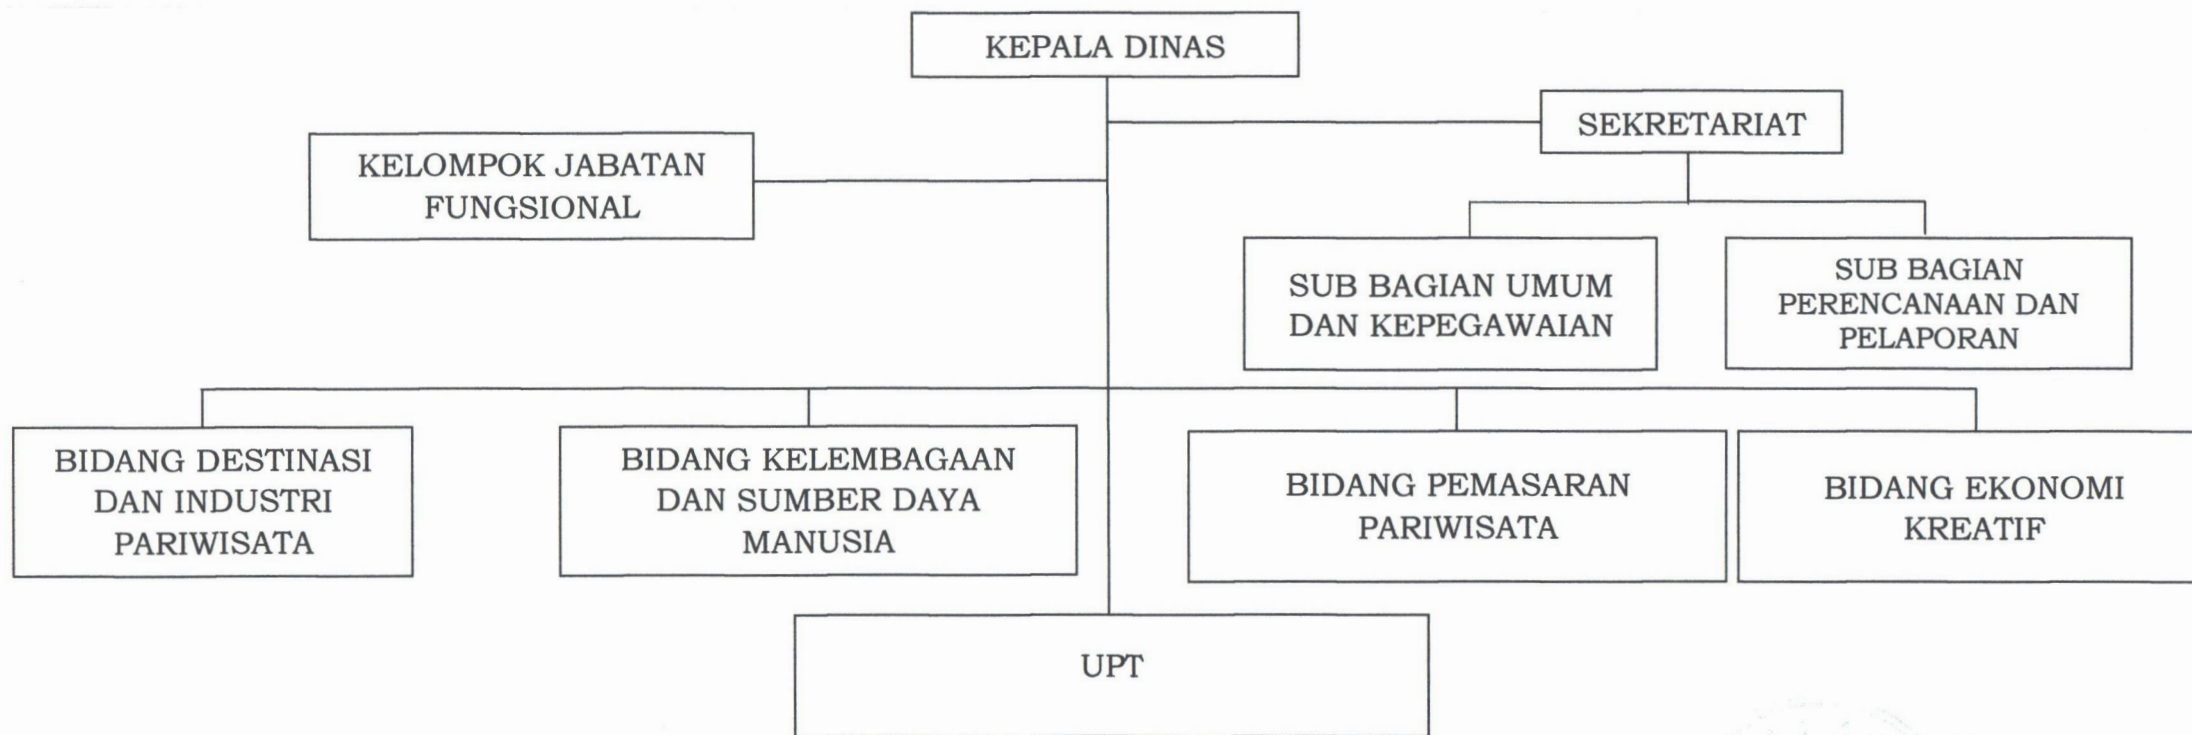 KEPALA DINAS
SEKRETARIAT
KELOMPOK JABATAN
FUNGSIONAL
SUB BAGIAN UMUM
DAN KEPEGAWAIAN
SUB BAGIAN
PERENCANAAN DAN
PELAPORAN
BIDANG DESTINASI
DAN INDUSTRI
PARIWISATA
BIDANG KELEMBAGAAN
DAN SUMBER DAYA
MANUSIA
BIDANG PEMASARAN
PARIWISATA
BIDANG EKONOMI
KREATIF
UPT